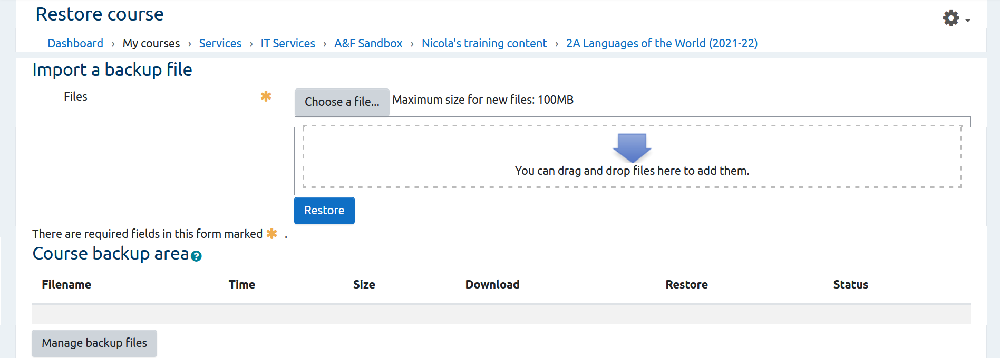 Restore course
Dashboard › My courses › Services › IT Services › A&F Sandbox › Nicola's training content › 2A Languages of the World (2021-22)
Import a backup file
Files
Choose a file... Maximum size for new files: 100MB
You can drag and drop files here to add them.
Restore
There are required fields in this form marked ✱ .
Course backup area ?
Filename Time Size Download Restore Status
Manage backup files